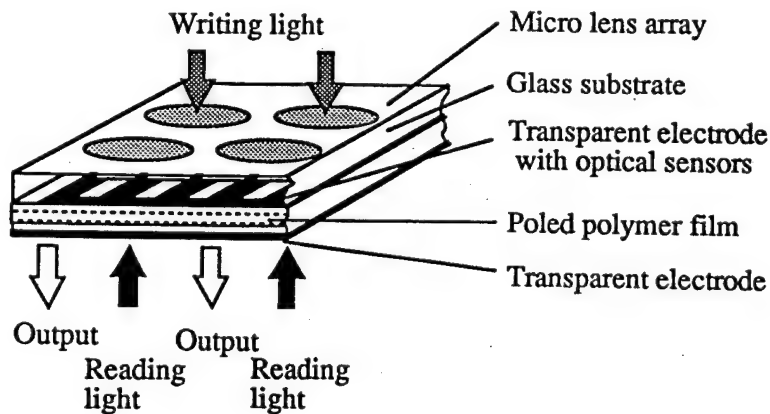 Writing light
Micro lens array
Glass substrate
Transparent electrode
with optical sensors
Poled polymer film
Transparent electrode
Output
Reading
light
Output
Reading
light